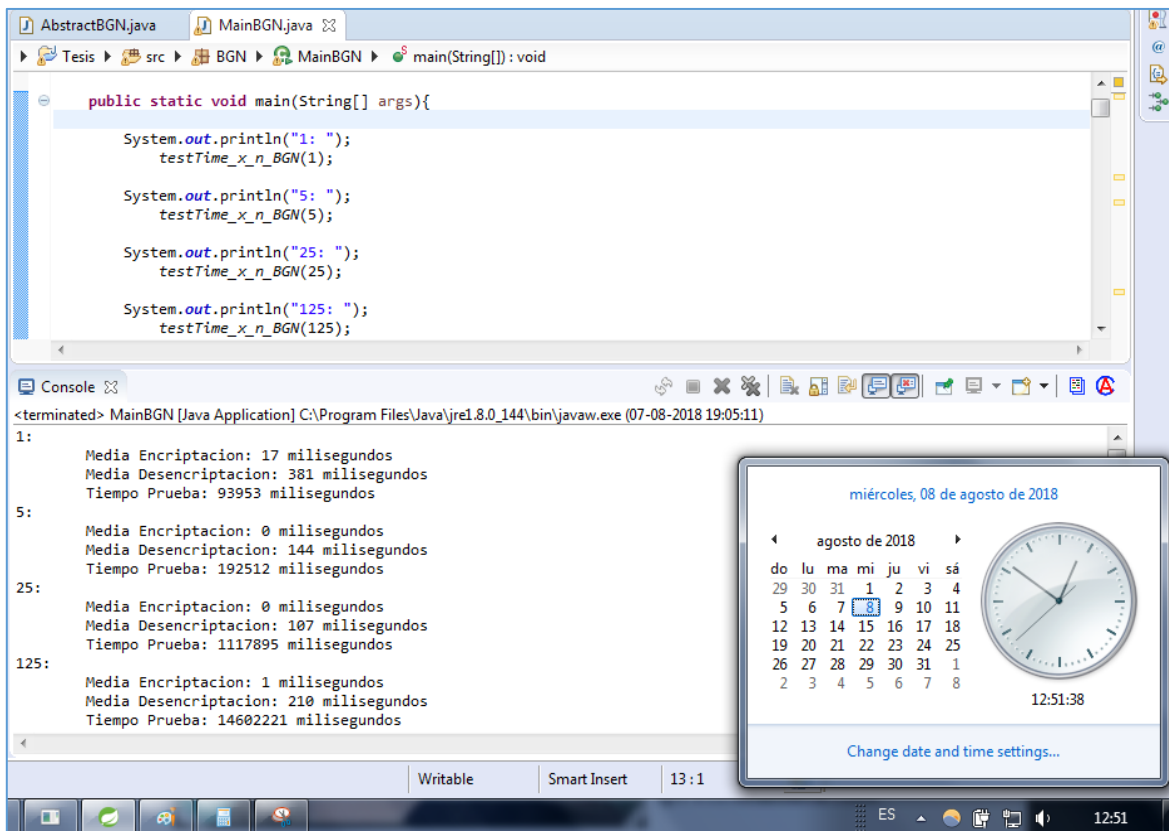 AbstractBGN.java MainBGN.java
Tesis src BGN MainBGN main(String[]) : void
public static void main(String[] args){
System.out.println("1: ");
testTime_x_n_BGN(1);
System.out.println("5: ");
testTime_x_n_BGN(5);
System.out.println("25: ");
testTime_x_n_BGN(25);
System.out.println("125: ");
testTime_x_n_BGN(125);
Console
<terminated> MainBGN [Java Application] C:\Program Files\Java\jre1.8.0_144\bin\javaw.exe (07-08-2018 19:05:11)
1:
Media Encriptacion: 17 milisegundos
Media Desencriptacion: 381 milisegundos
Tiempo Prueba: 93953 milisegundos
5:
Media Encriptacion: 0 milisegundos
Media Desencriptacion: 144 milisegundos
Tiempo Prueba: 192512 milisegundos
25:
Media Encriptacion: 0 milisegundos
Media Desencriptacion: 107 milisegundos
Tiempo Prueba: 1117895 milisegundos
125:
Media Encriptacion: 1 milisegundos
Media Desencriptacion: 210 milisegundos
Tiempo Prueba: 14602221 milisegundos
miércoles, 08 de agosto de 2018
agosto de 2018
do lu ma mi ju vi sá
29 30 31 1 2 3 4
5 6 7 8 9 10 11
12 13 14 15 16 17 18
19 20 21 22 23 24 25
26 27 28 29 30 31 1
2 3 4 5 6 7 8
12:51:38
Change date and time settings...
Writable Smart Insert 13 : 1
ES 12:51